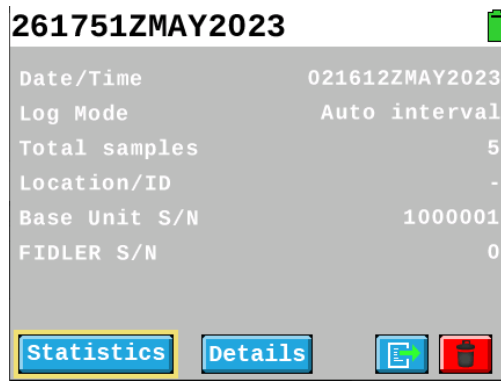 261751ZMAY2023
Date/Time 021612ZMAY2023
Log Mode Auto interval
Total samples 5
Location/ID -
Base Unit S/N 1000001
FIDLER S/N 0
Statistics Details